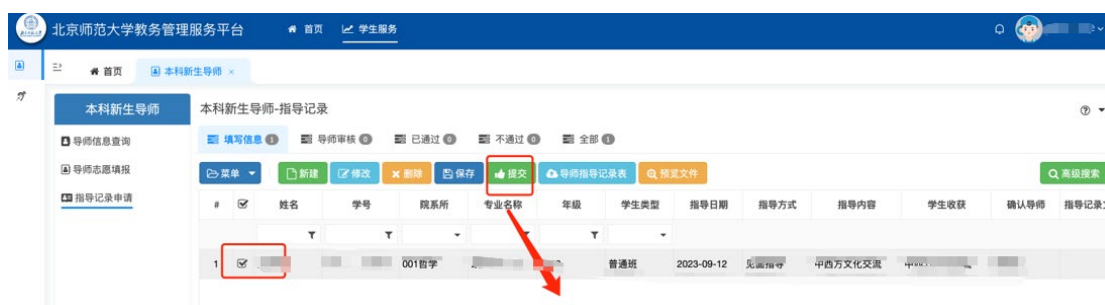 北京师范大学教务管理服务平台 首页 学生服务
首页 本科新生导师 ×
本科新生导师 本科新生导师-指导记录
导师信息查询 填写信息 1 导师审核 0 已通过 0 不通过 0 全部 1
导师志愿填报 菜单 新建 修改 × 删除 保存 提交 导师指导记录表 预览文件 高级搜索
指导记录申请 # 姓名 学号 院系所 专业名称 年级 学生类型 指导日期 指导方式 指导内容 学生收获 确认导师 指导记录
1 001哲学 普通班 2023-09-12 见面指导 中西方文化交流